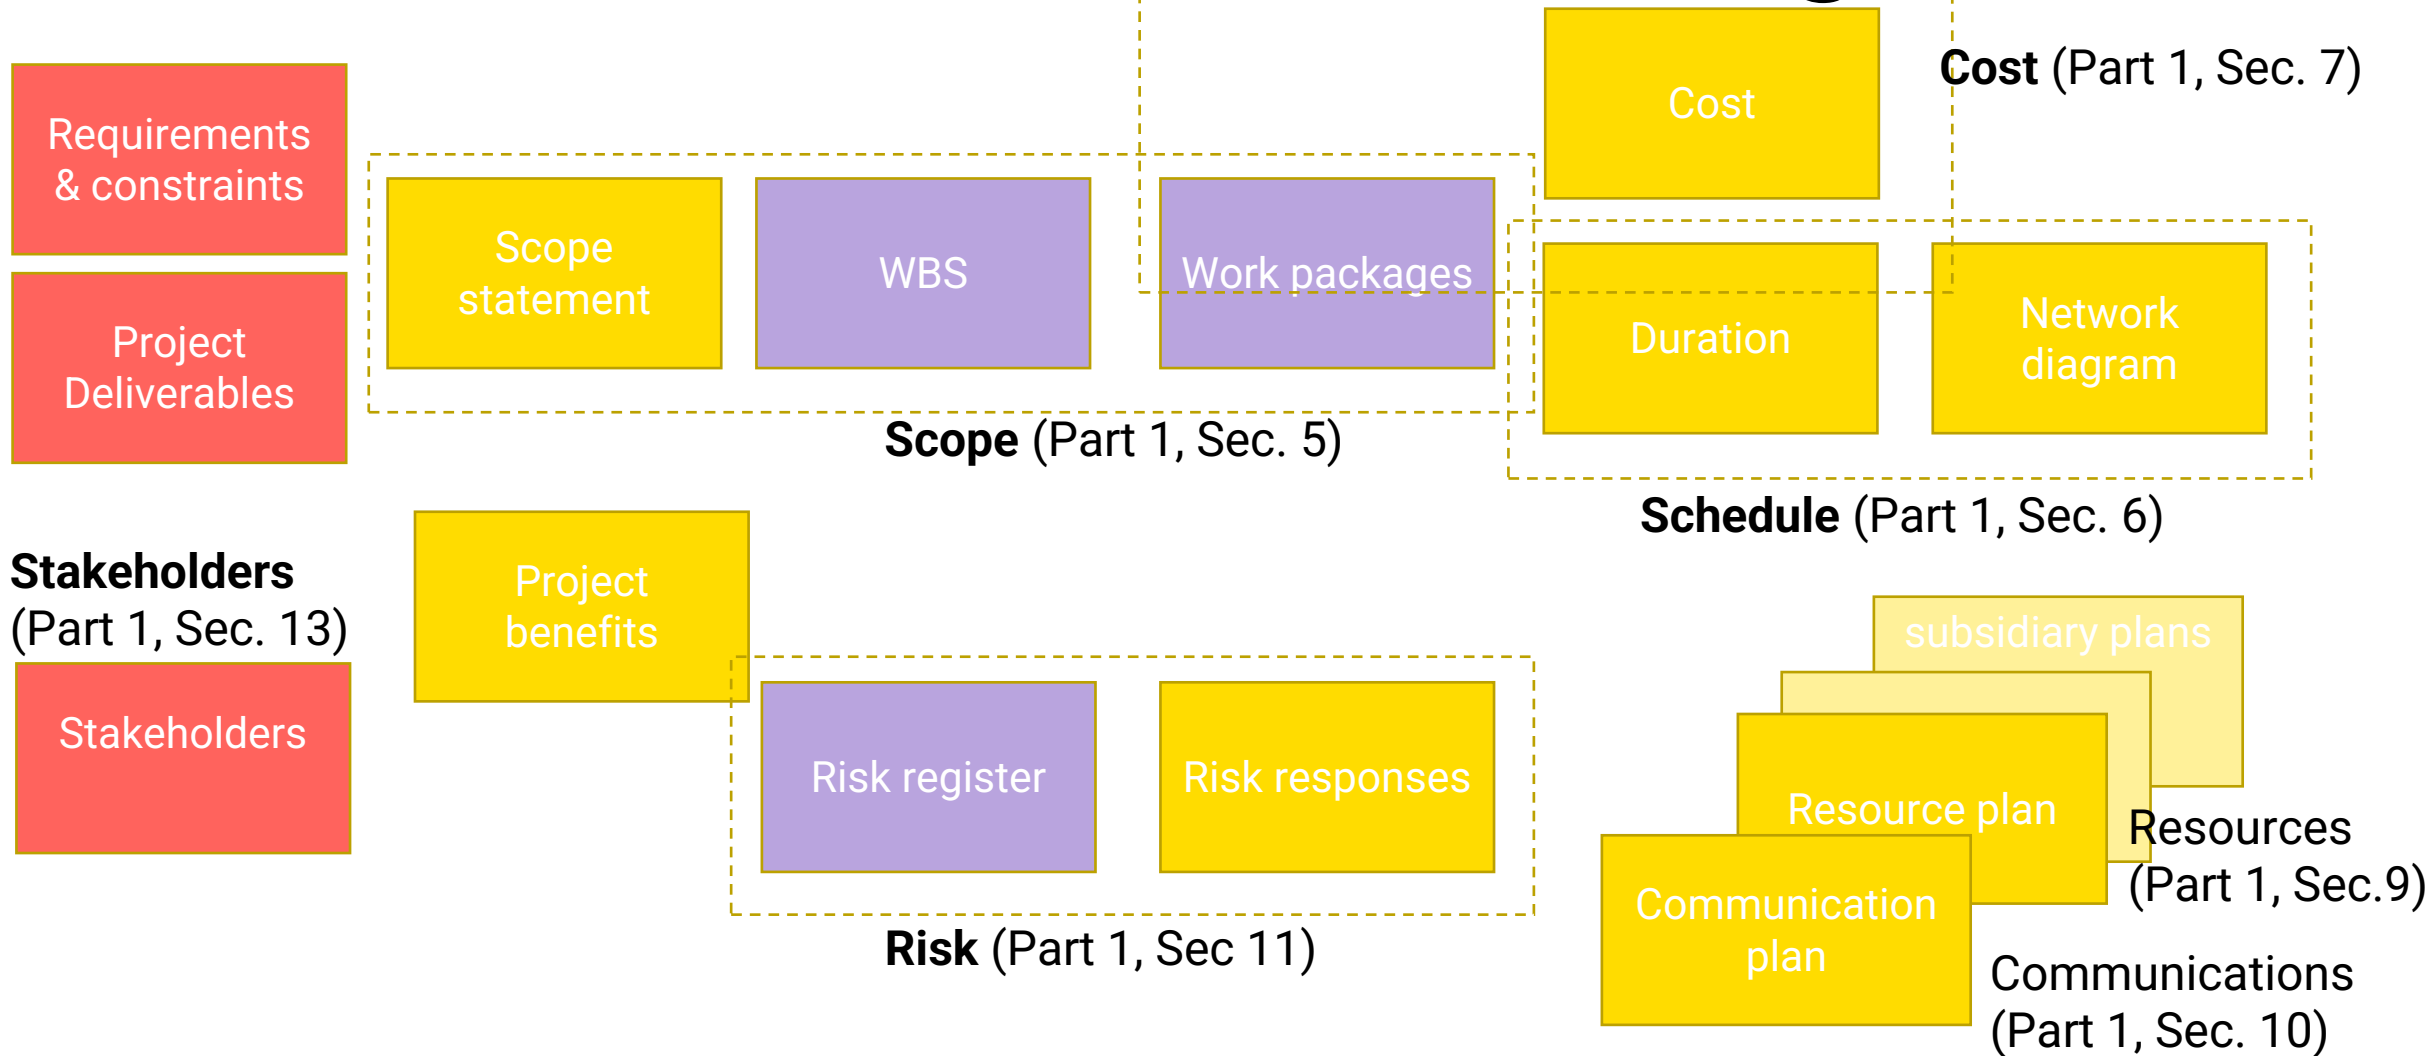 Cost
Cost (Part 1, Sec. 7)
Requirements
& constraints
Scope
statement
WBS
Work packages
Project
Deliverables
Duration
Network
diagram
Scope (Part 1, Sec. 5)
Schedule (Part 1, Sec. 6)
Stakeholders
(Part 1, Sec. 13)
Stakeholders
Project
benefits
Risk register
Risk responses
Risk (Part 1, Sec 11)
subsidiary plans
Resource plan
Resources
(Part 1, Sec.9)
Communication
plan
Communications
(Part 1, Sec. 10)